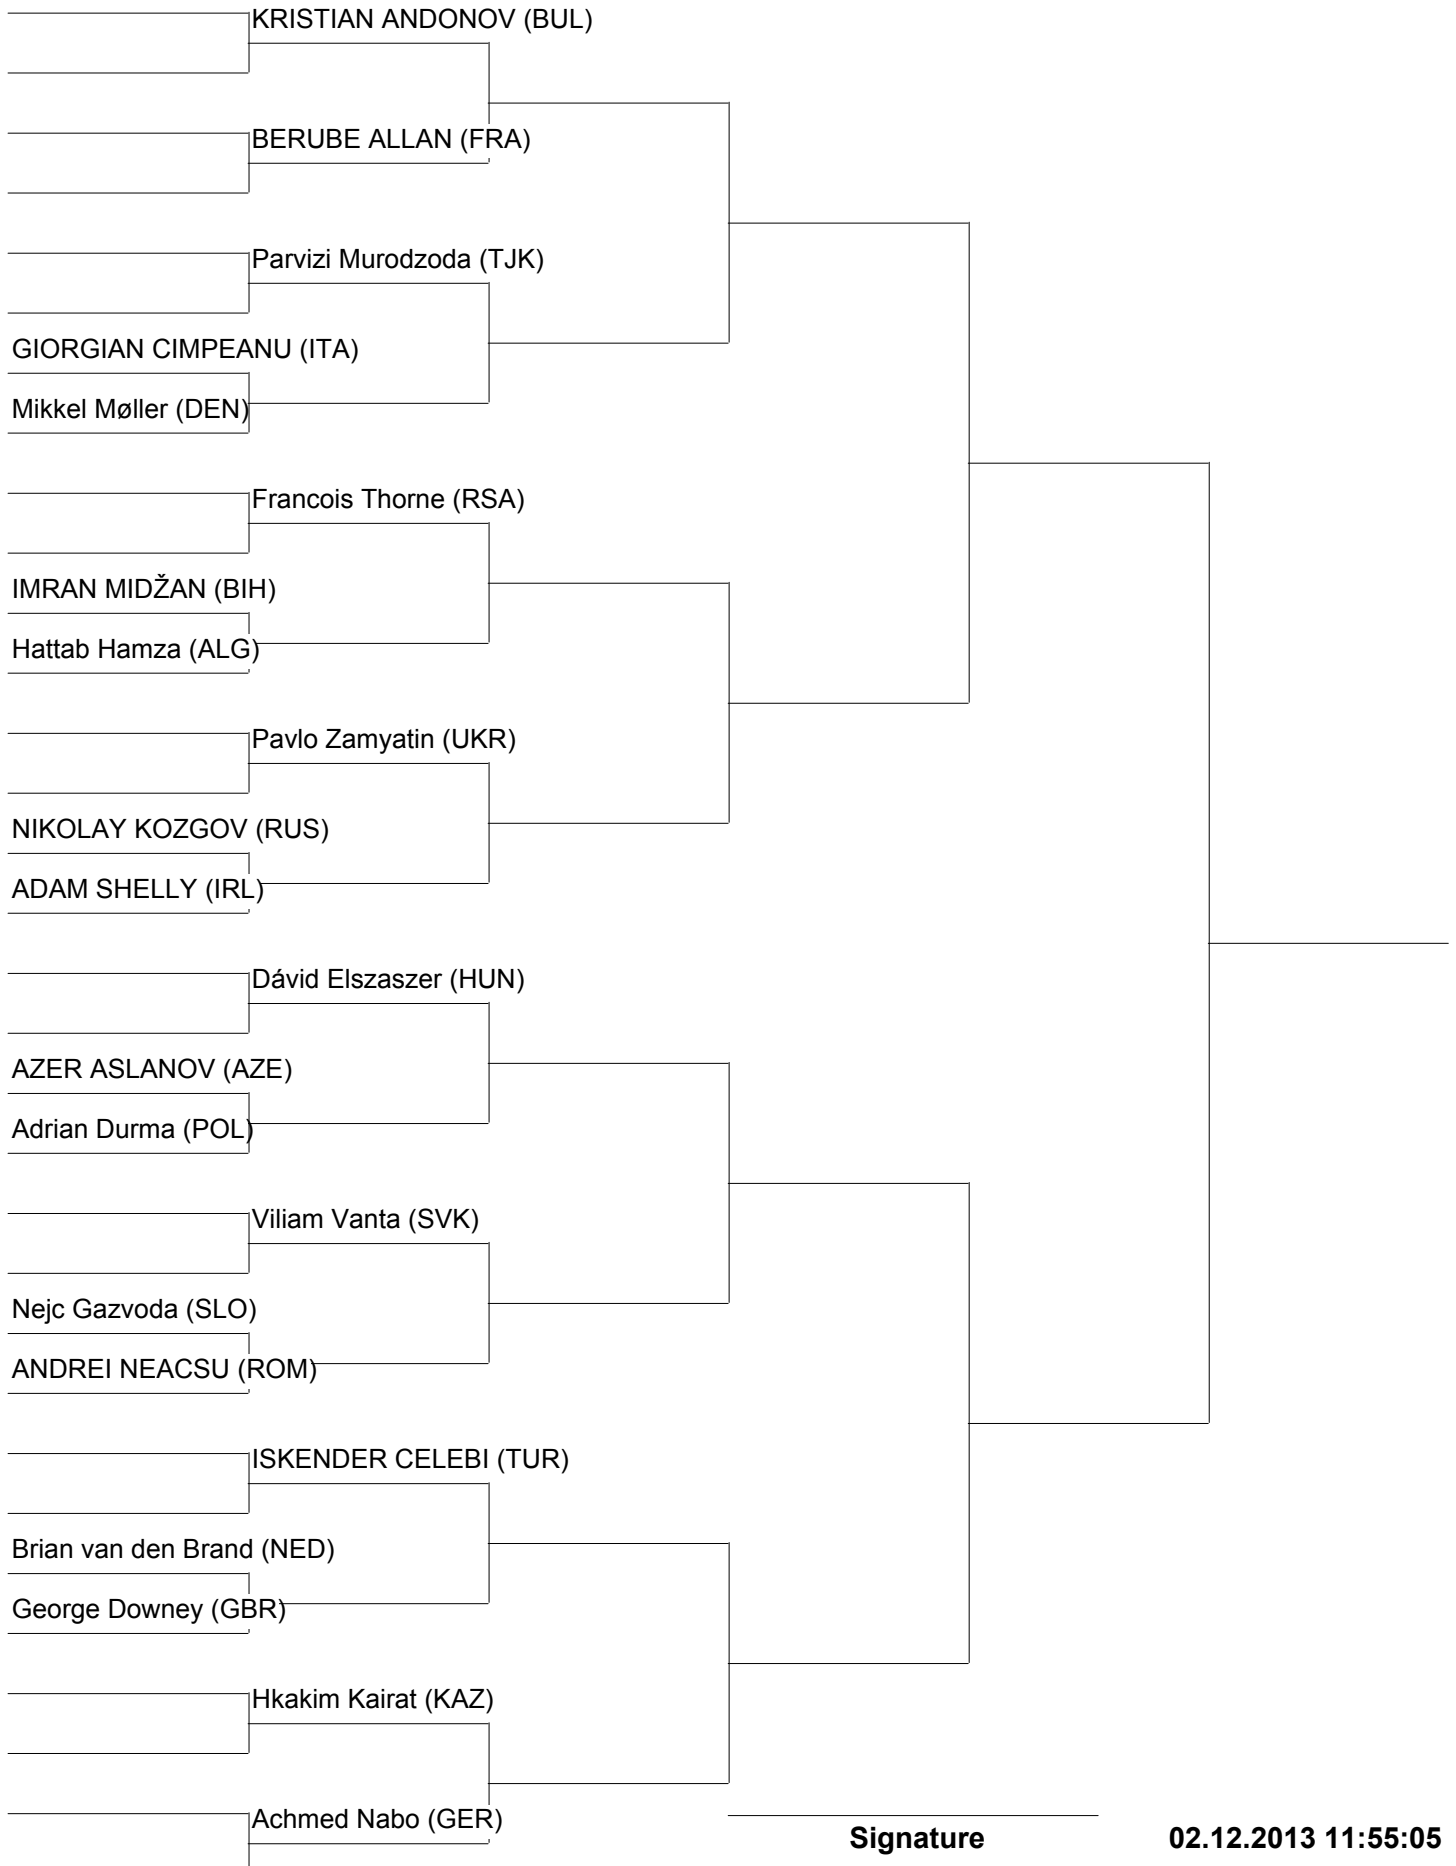 KRISTIAN ANDONOV (BUL)
BERUBE ALLAN (FRA)
Parvizi Murodzoda (TJK)
GIORGIAN CIMPEANU (ITA)
Mikkel Møller (DEN)
Francois Thorne (RSA)
IMRAN MIDŽAN (BIH)
Hattab Hamza (ALG)
Pavlo Zamyatin (UKR)
NIKOLAY KOZGOV (RUS)
ADAM SHELLY (IRL)
Dávid Elszaszer (HUN)
AZER ASLANOV (AZE)
Adrian Durma (POL)
Viliam Vanta (SVK)
Nejc Gazvoda (SLO)
ANDREI NEACSU (ROM)
ISKENDER CELEBI (TUR)
Brian van den Brand (NED)
George Downey (GBR)
Hkakim Kairat (KAZ)
Achmed Nabo (GER)
Signature
02.12.2013 11:55:05